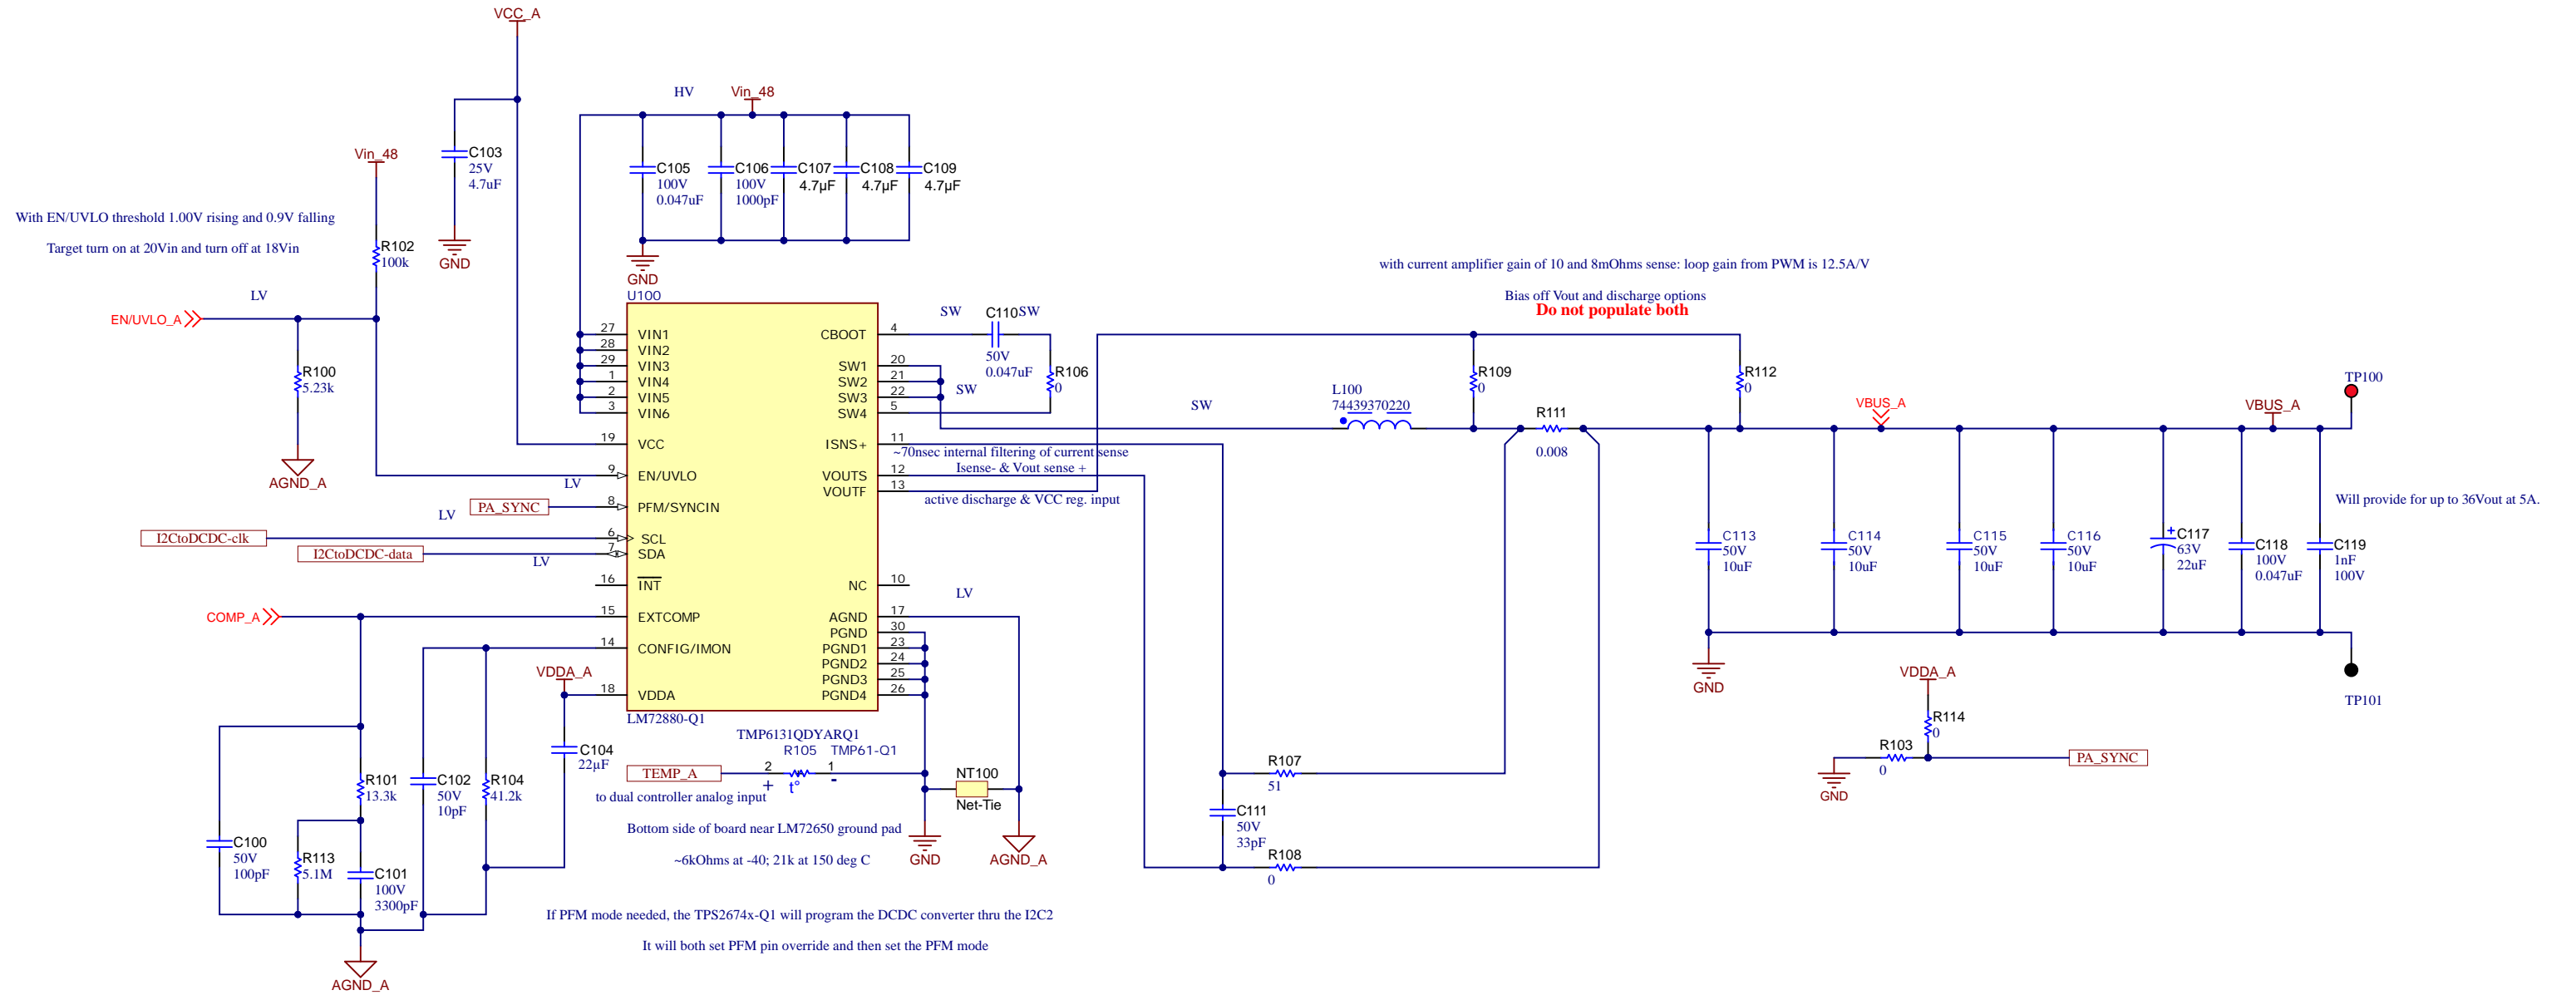 VCC_A
HV
Vin_48
C103
25V
4.7uF
GND
C105
100V
0.047uF
C106
100V
1000pF
C107
4.7µF
C108
4.7µF
C109
4.7µF
GND
Vin_48
With EN/UVLO threshold 1.00V rising and 0.9V falling
Target turn on at 20Vin and turn off at 18Vin
R102
100k
LV
EN/UVLO_A
R100
5.23k
AGND_A
with current amplifier gain of 10 and 8mOhms sense: loop gain from PWM is 12.5A/V
Bias off Vout and discharge options
Do not populate both
U100
27 VIN1
28 VIN2
29 VIN3
1 VIN4
2 VIN5
3 VIN6
19 VCC
9 EN/UVLO
LV
8 PFM/SYNCIN
PA_SYNC
LV
6 SCL
I2CtoDCDC-clk
7 SDA
I2CtoDCDC-data
LV
16 INT
15 EXTCOMP
COMP_A
14 CONFIG/IMON
18 VDDA
VDDA_A
CBOOT 4
SW1 20
SW2 21
SW3 22
SW4 5
ISNS+ 11
VOUTS 12
VOUTF 13
NC 10
AGND 17
PGND 30
PGND1 23
PGND2 24
PGND3 25
PGND4 26
LM72880-Q1
SW
C110
SW
50V
0.047uF
R106
0
SW
SW
~70nsec internal filtering of current sense
Isense- & Vout sense +
active discharge & VCC reg. input
LV
L100
74439370220
R109
0
R111
0.008
R112
0
VBUS_A
VBUS_A
TP100
Will provide for up to 36Vout at 5A.
C113
50V
10uF
C114
50V
10uF
C115
50V
10uF
C116
50V
10uF
+
C117
63V
22uF
C118
100V
0.047uF
C119
1nF
100V
GND
TP101
VDDA_A
R114
0
R103
0
GND
PA_SYNC
C104
22µF
TMP6131QDYARQ1
R105 TMP61-Q1
TEMP_A
2
1
+
t°
-
to dual controller analog input
NT100
Net-Tie
Bottom side of board near LM72650 ground pad
~6kOhms at -40; 21k at 150 deg C
GND
AGND_A
R107
51
C111
50V
33pF
R108
0
R101
13.3k
C102
50V
10pF
R104
41.2k
C100
50V
100pF
R113
5.1M
C101
100V
3300pF
AGND_A
If PFM mode needed, the TPS2674x-Q1 will program the DCDC converter thru the I2C2
It will both set PFM pin override and then set the PFM mode